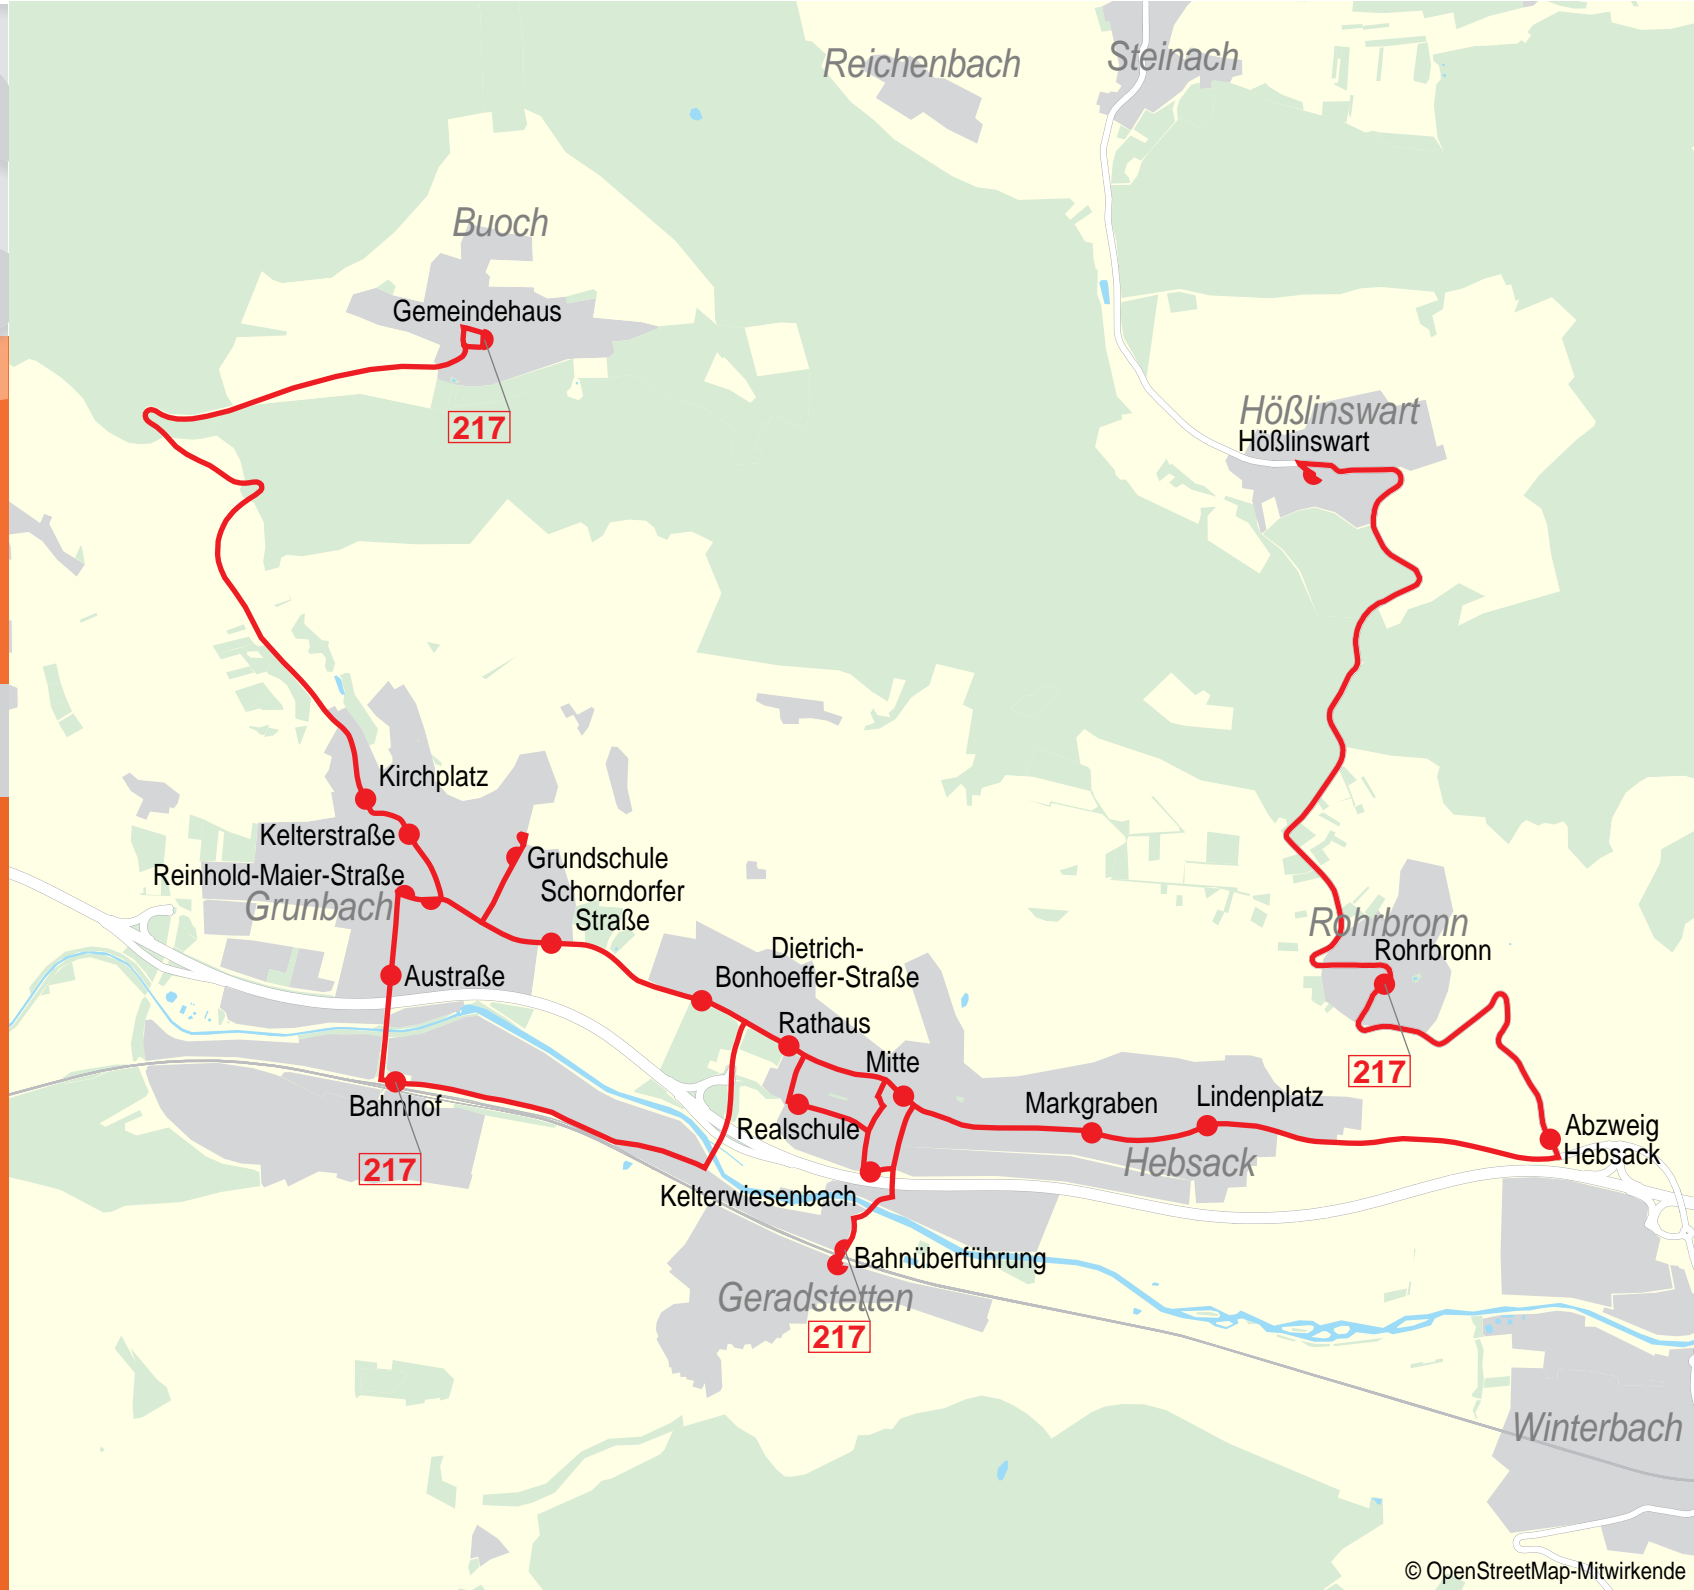 Reichenbach
Steinach
Buoch
Gemeindehaus
217
Hößlinswart
Hößlinswart
Kirchplatz
Kelterstraße
Grundschule
Reinhold-Maier-Straße
Grunbach
Schorndorfer
Straße
Austraße
Dietrich-
Bonhoeffer-Straße
Rohrbronn
Rohrbronn
Rathaus
Mitte
217
Bahnhof
217
Markgraben
Lindenplatz
Realschule
Hebsack
Abzweig
Hebsack
Kelterwiesenbach
Bahnüberführung
Geradstetten
217
Winterbach
© OpenStreetMap-Mitwirkende